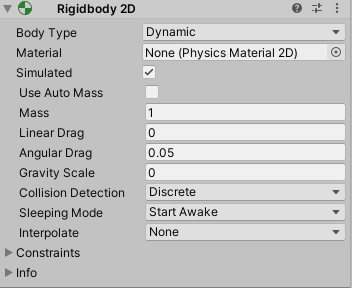 Rigidbody 2D
Body Type Dynamic
Material None (Physics Material 2D)
Simulated
Use Auto Mass
Mass 1
Linear Drag 0
Angular Drag 0.05
Gravity Scale 0
Collision Detection Discrete
Sleeping Mode Start Awake
Interpolate None
Constraints
Info